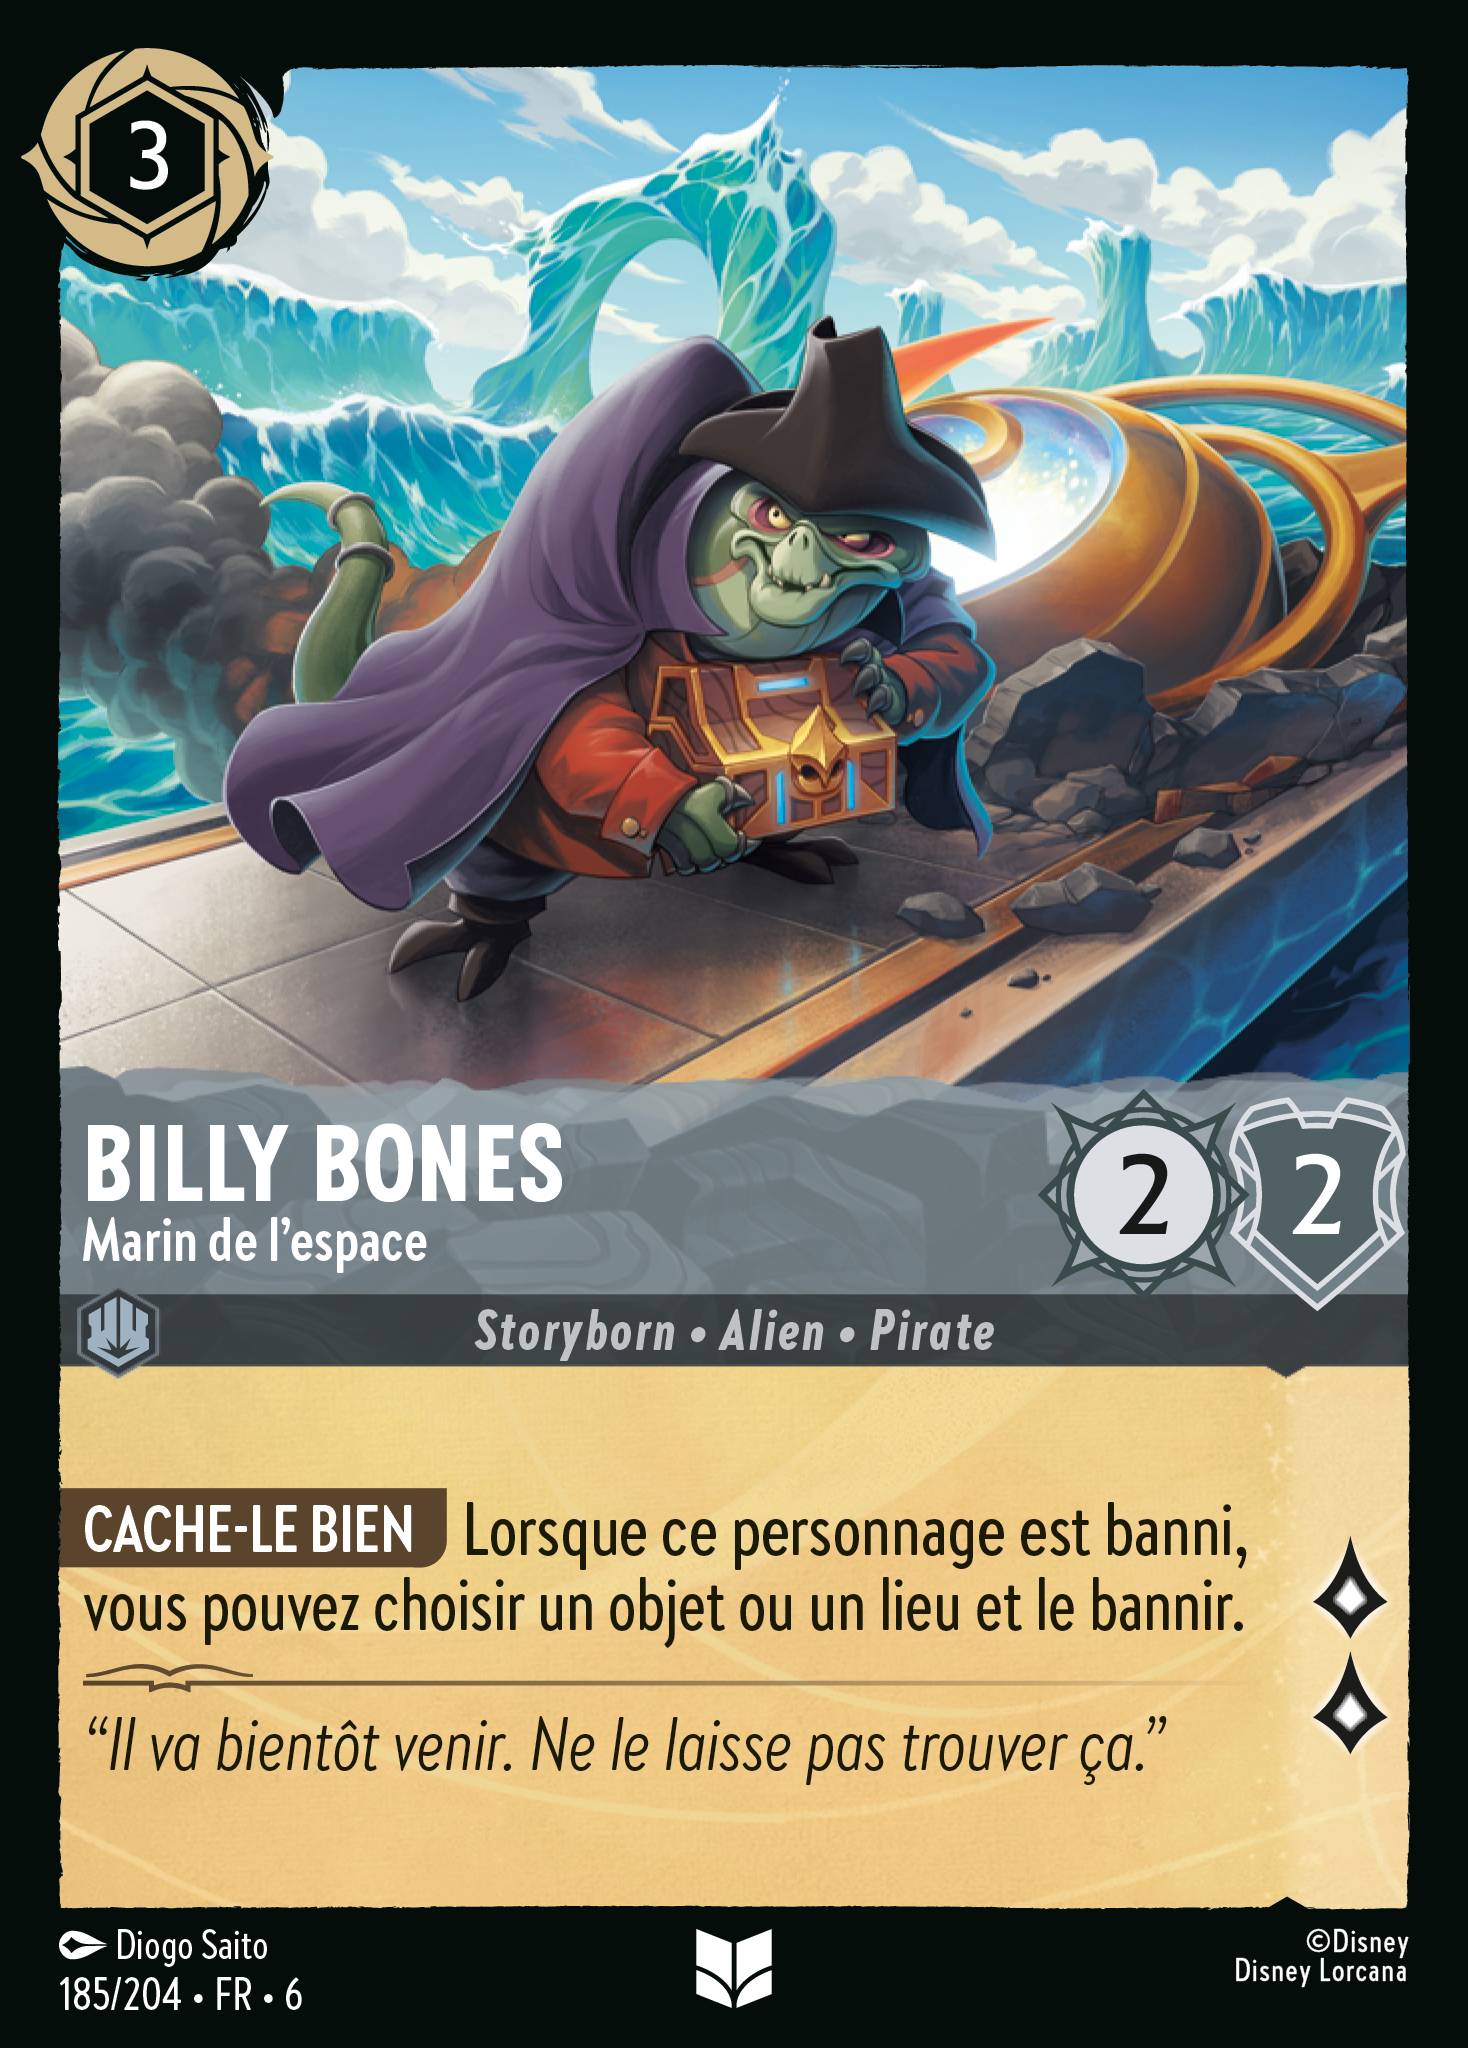 3
BILLY BONES
Marin de l’espace
2 2
Storyborn • Alien • Pirate
CACHE-LE BIEN Lorsque ce personnage est banni,
vous pouvez choisir un objet ou un lieu et le bannir.
“Il va bientôt venir. Ne le laisse pas trouver ça.”
Diogo Saito
185/204 • FR • 6
©Disney
Disney Lorcana